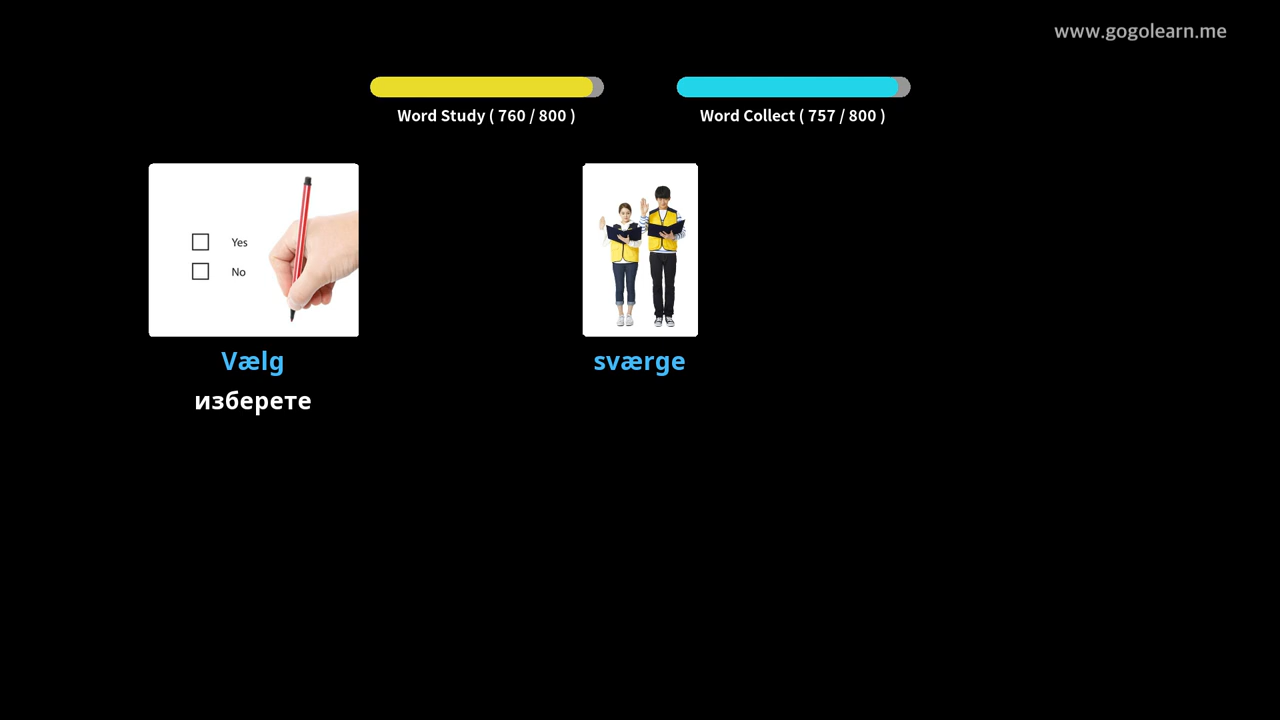 www.gogolearn.me
Word Study ( 760 / 800 )
Word Collect ( 757 / 800 )
Yes
No
Vælg
sværge
изберете